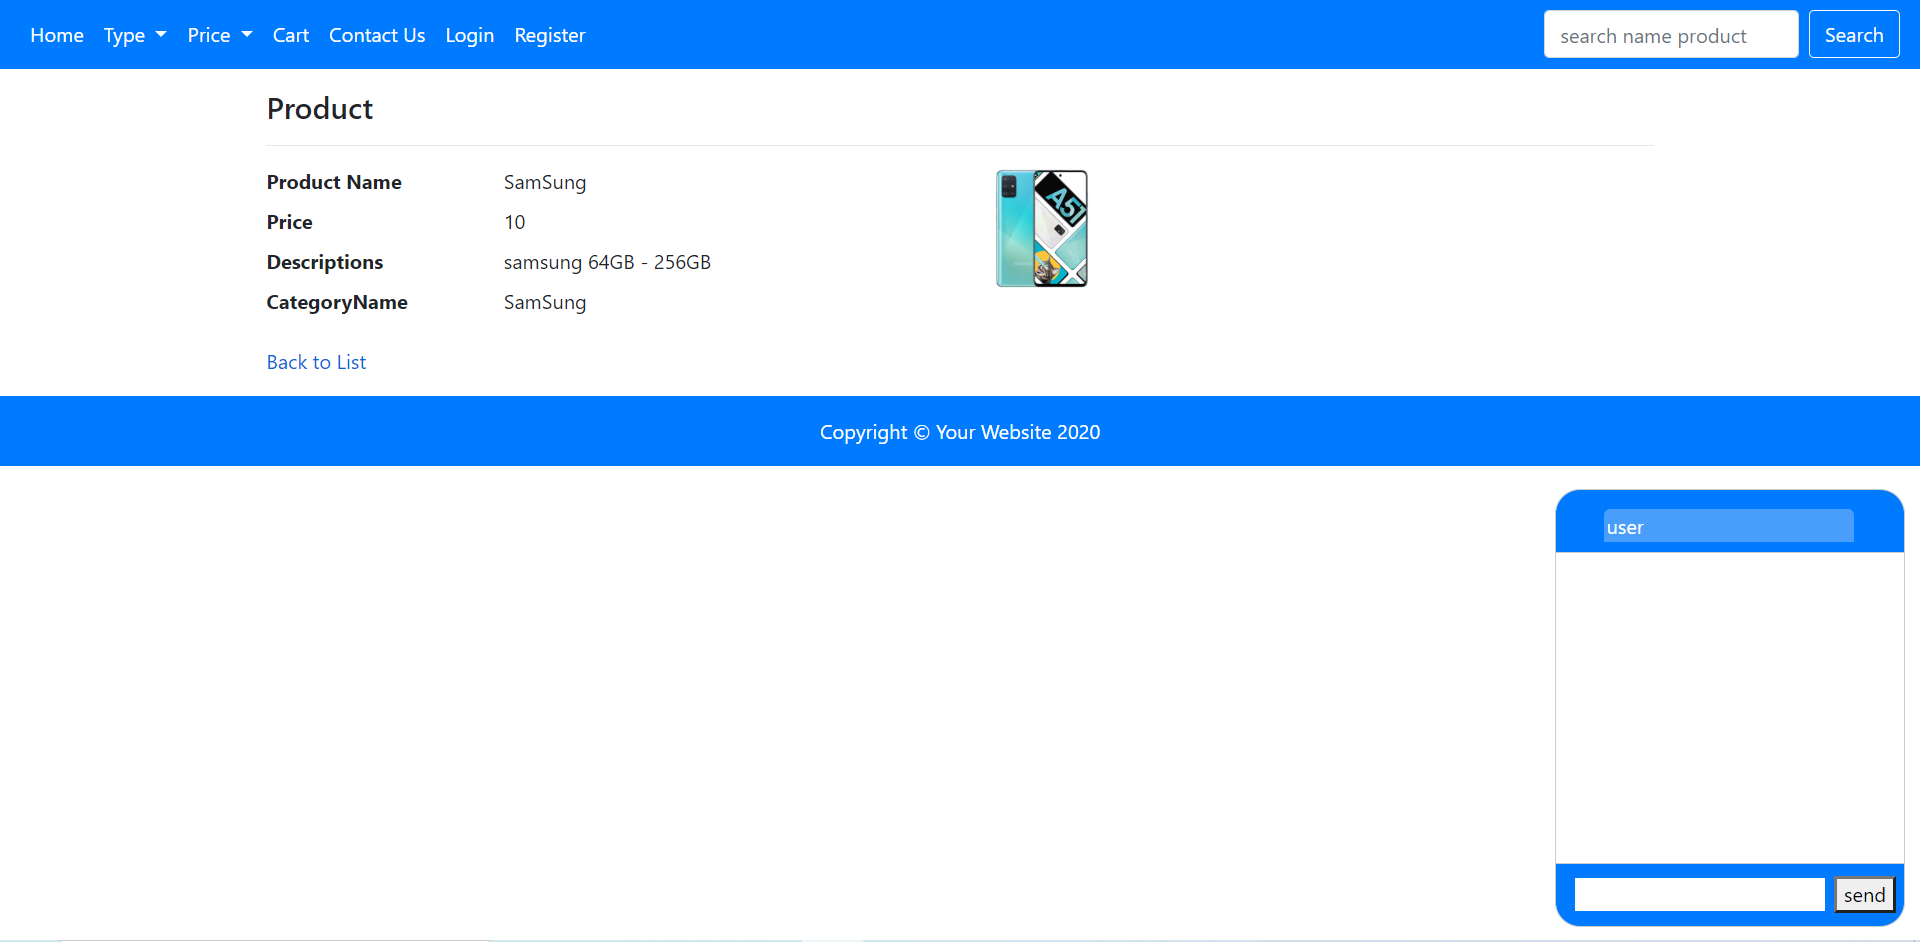 Home Type Price Cart Contact Us Login Register search name product Search
Product
Product Name SamSung
Price 10
Descriptions samsung 64GB - 256GB
CategoryName SamSung
A51
Back to List
Copyright © Your Website 2020
user
send